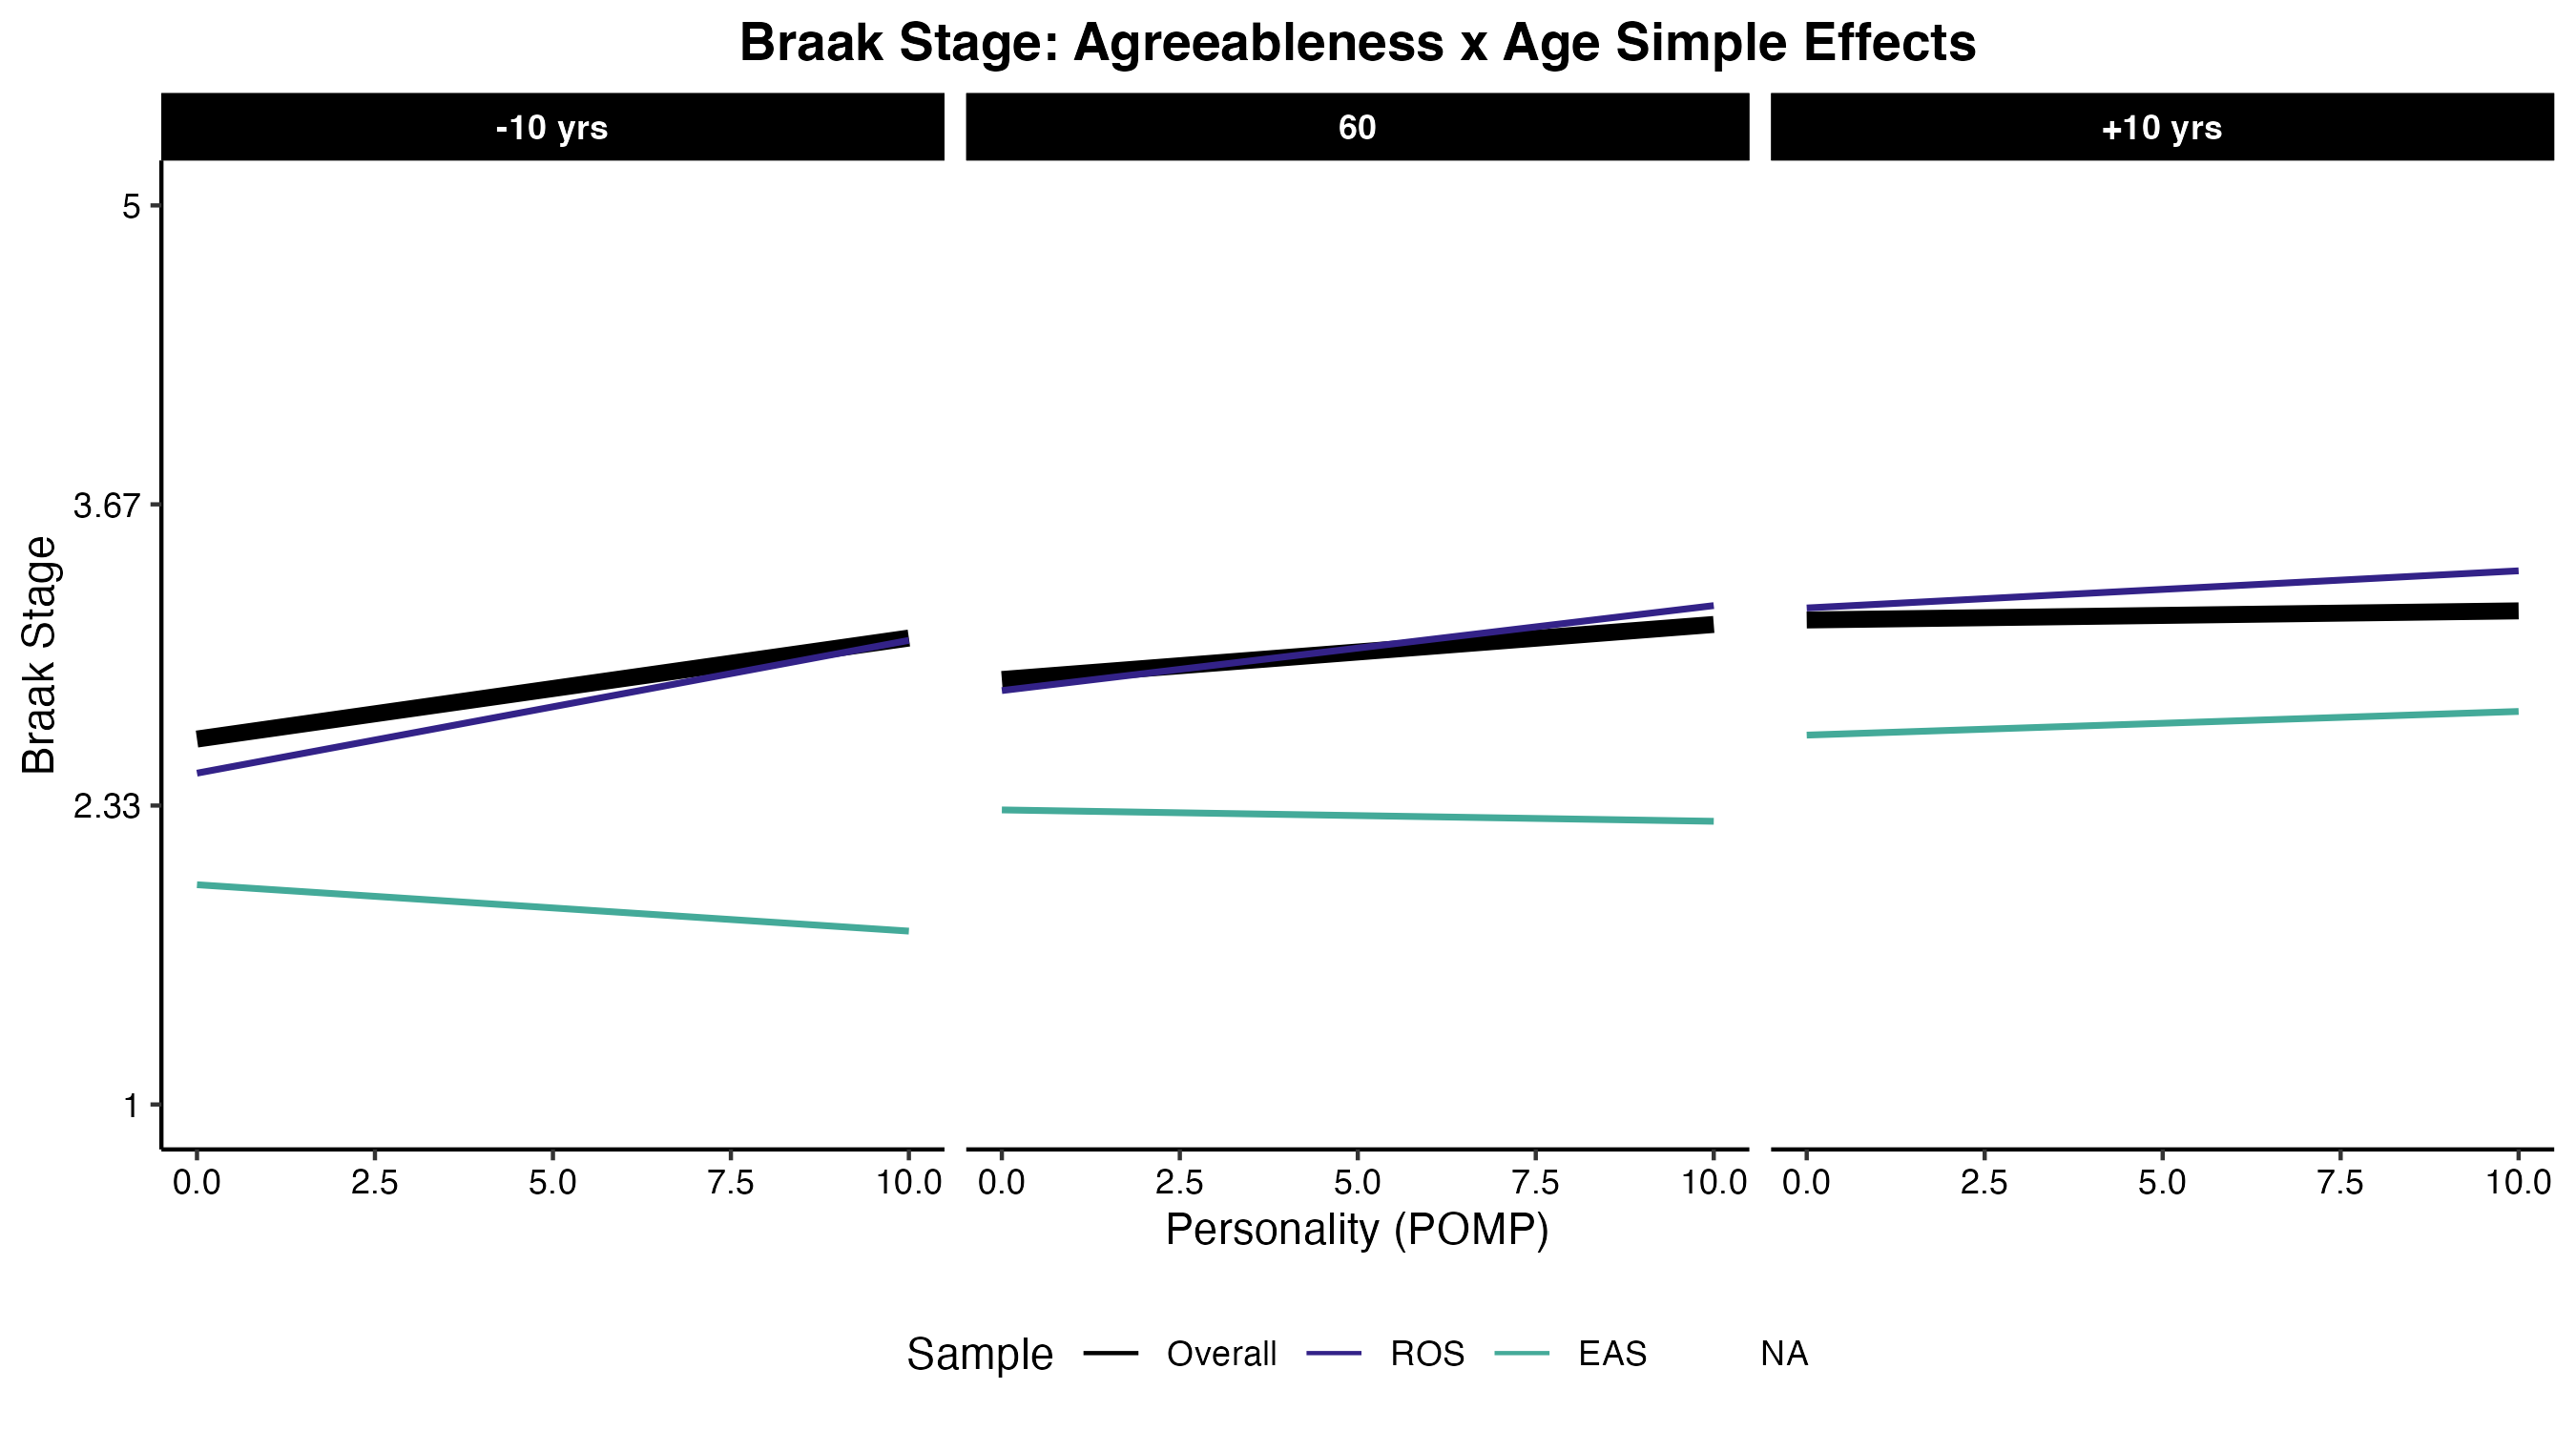 Braak Stage: Agreeableness x Age Simple Effects
-10 yrs
60
+10 yrs
Braak Stage
5
3.67
2.33
1
0.0 2.5 5.0 7.5 10.0
0.0 2.5 5.0 7.5 10.0
0.0 2.5 5.0 7.5 10.0
Personality (POMP)
Sample Overall ROS EAS NA